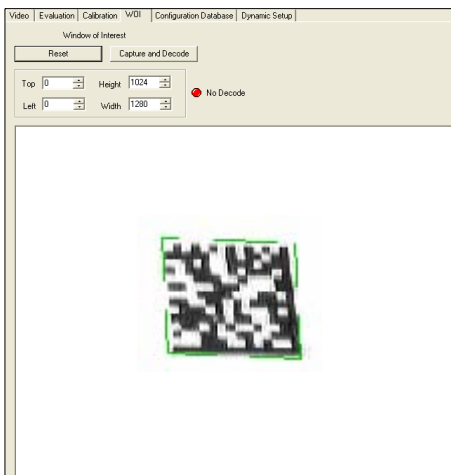 Video Evaluation Calibration WOI Configuration Database Dynamic Setup
Window of Interest
Reset Capture and Decode
Top 0 Height 1024
Left 0 Width 1280
No Decode